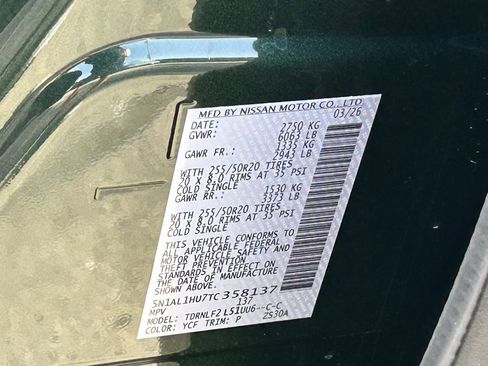 MFD BY NISSAN MOTOR CO., LTD
DATE: 03/26
GVWR: 2750 KG
6063 LB
GAWR FR.: 1335 KG
2943 LB
WITH 255/50R20 TIRES
20 X 8.0 RIMS AT 35 PSI
COLD SINGLE
GAWR RR.: 1530 KG
3373 LB
WITH 255/50R20 TIRES
20 X 8.0 RIMS AT 35 PSI
COLD SINGLE
THIS VEHICLE CONFORMS TO
ALL APPLICABLE FEDERAL
MOTOR VEHICLE SAFETY AND
THEFT PREVENTION
STANDARDS IN EFFECT ON
THE DATE OF MANUFACTURE
SHOWN ABOVE.
5N1AL1HU7TC358137
MPV 137
MODEL: TDRNLF2 L5IUU6--C-C
COLOR: YCF TRIM: P ZS30A